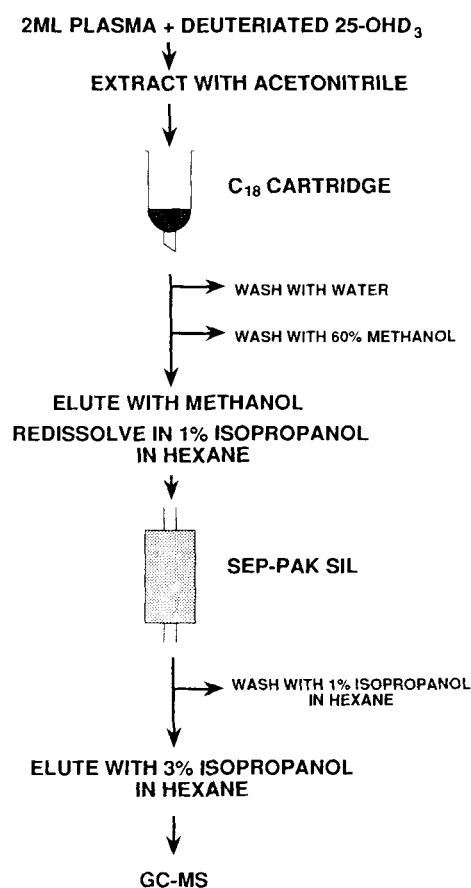 2ML PLASMA + DEUTERIATED 25-OHD₃
EXTRACT WITH ACETONITRILE
C₁₈ CARTRIDGE
WASH WITH WATER
WASH WITH 60% METHANOL
ELUTE WITH METHANOL
REDISSOLVE IN 1% ISOPROPANOL
IN HEXANE
SEP-PAK SIL
WASH WITH 1% ISOPROPANOL
IN HEXANE
ELUTE WITH 3% ISOPROPANOL
IN HEXANE
GC-MS